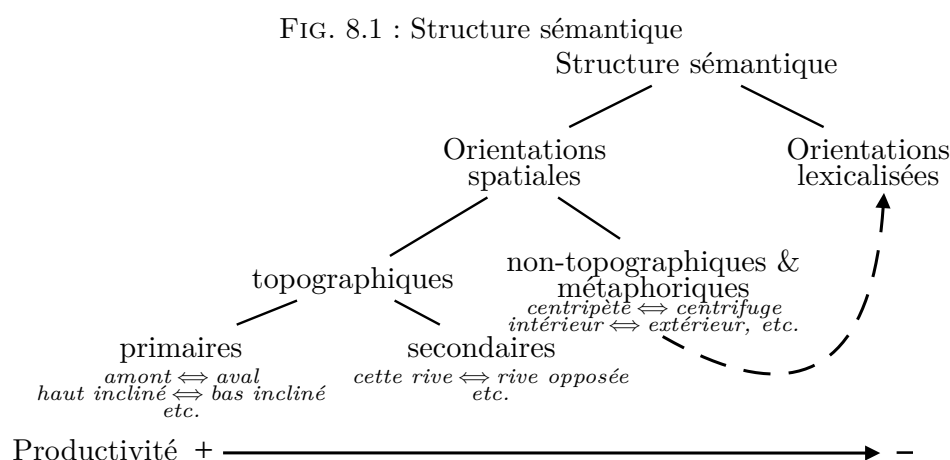 FIG. 8.1 : Structure sémantique
Structure sémantique
Orientations
spatiales
Orientations
lexicalisées
topographiques
non-topographiques &
métaphoriques
centripète ⟺ centrifuge
intérieur ⟺ extérieur, etc.
primaires
amont ⟺ aval
haut incliné ⟺ bas incliné
etc.
secondaires
cette rive ⟺ rive opposée
etc.
Productivité + –